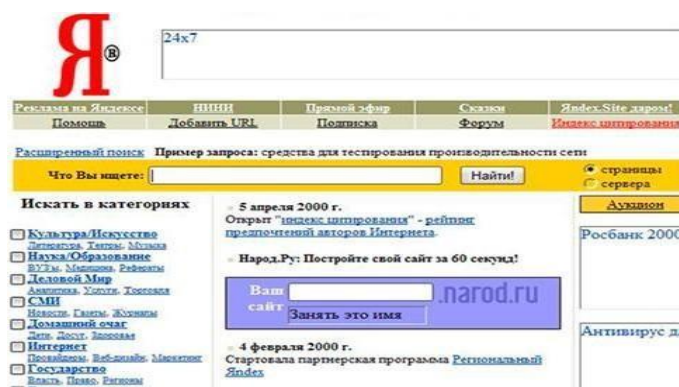 Я®
24x7
Реклама на Яндексе НИНИ Прямой эфир Сказки Яndex.Site даром!
Помощь Добавить URL Подписка Форум Индекс цитирования
Расширенный поиск Пример запроса: средства для тестирования производительности сети
Что Вы ищете: Найти! страницы
сервера
Искать в категориях
Культура/Искусство
Литература, Театры, Музыка
Наука/Образование
ВУЗы, Медицина, Рефераты
Деловой Мир
Аналитика, Услуги, Торговля
СМИ
Новости, Газеты, Журналы
Домашний очаг
Дети, Досуг, Здоровье
Интернет
Провайдеры, Веб-дизайн, Маркетинг
Государство
Власть, Право, Регионы
5 апреля 2000 г.
Открыт "индекс цитирования" - рейтинг
предпочтений авторов Интернета.
Народ.Ру: Постройте свой сайт за 60 секунд!
Ваш
сайт .narod.ru
Занять это имя
4 февраля 2000 г.
Стартовала партнерская программа Региональный
Яndex
Аукцион
Росбанк 2000
Антивирус д